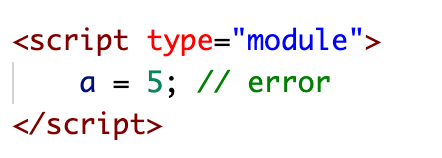 <script type="module">
    a = 5; // error
</script>